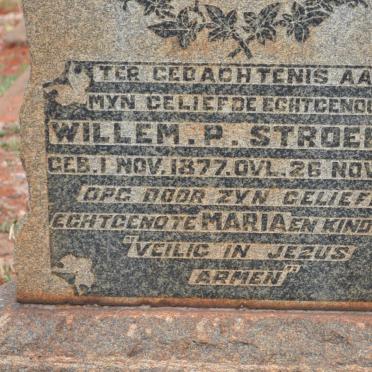 TER GEDACHTENIS AA
MYN GELIEFDE ECHTGENO
WILLEM. P. STROE
GEB. 1 NOV. 1877. OVL. 26 NOV
OPG DOOR ZYN GELIEF
ECHTGENOTE MARIA EN KIND
"VEILIG IN JEZUS
ARMEN"